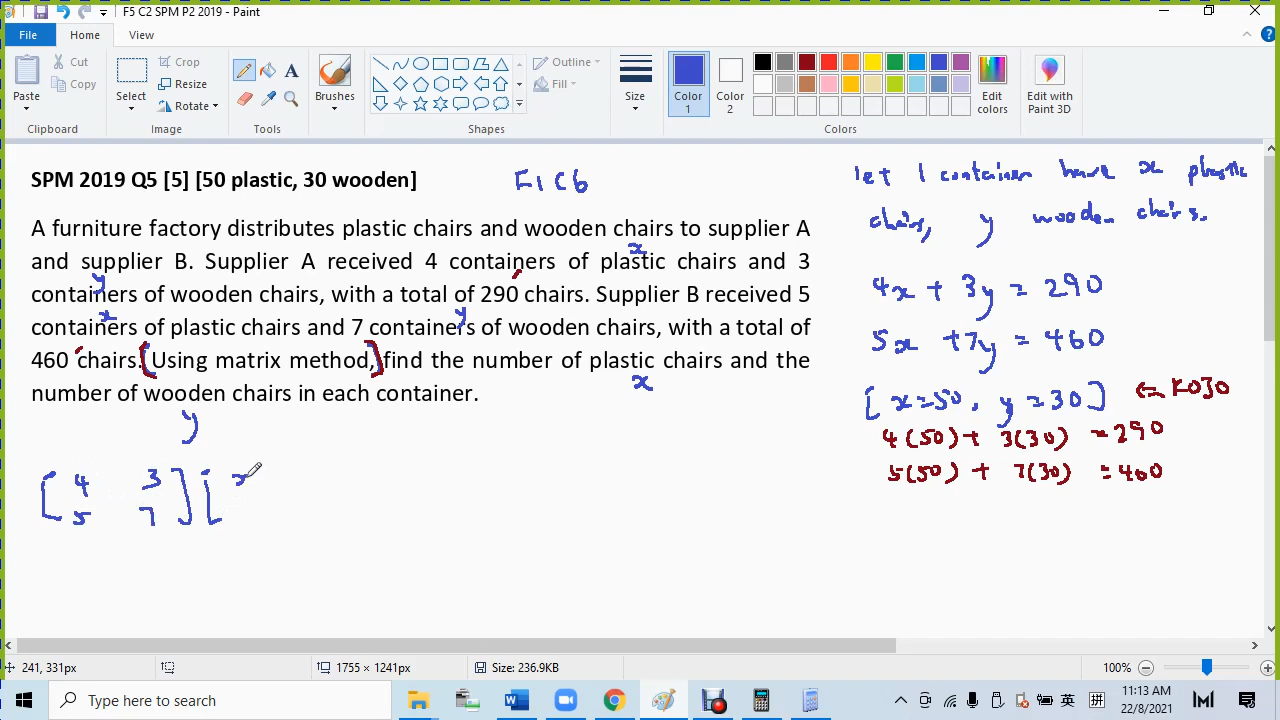 F5 C2 SPM P2 2019 - Paint
File Home View
Paste
Cut
Copy
Clipboard
Select
Crop
Resize
Rotate
Image
A
Tools
Brushes
Outline
Fill
Shapes
Size
Color 1
Color 2
Edit colors
Edit with Paint 3D
Colors
SPM 2019 Q5 [5] [50 plastic, 30 wooden]
F1 C6
A furniture factory distributes plastic chairs and wooden chairs to supplier A
x
and supplier B. Supplier A received 4 containers of plastic chairs and 3
y
containers of wooden chairs, with a total of 290 chairs. Supplier B received 5
x y
containers of plastic chairs and 7 containers of wooden chairs, with a total of
460 chairs. (Using matrix method,) find the number of plastic chairs and the
x
number of wooden chairs in each container.
y
[4 3] [x
5 7
let 1 container have x plastic
chairs, y wooden chairs.
4x + 3y = 290
5x + 7y = 460
[x = 50, y = 30] ⇐ K0J0
4(50) + 3(30) = 290
5(50) + 7(30) = 460
241, 331px
1755 × 1241px
Size: 236.9KB
100%
Type here to search
英
拼
11:13 AM
22/8/2021